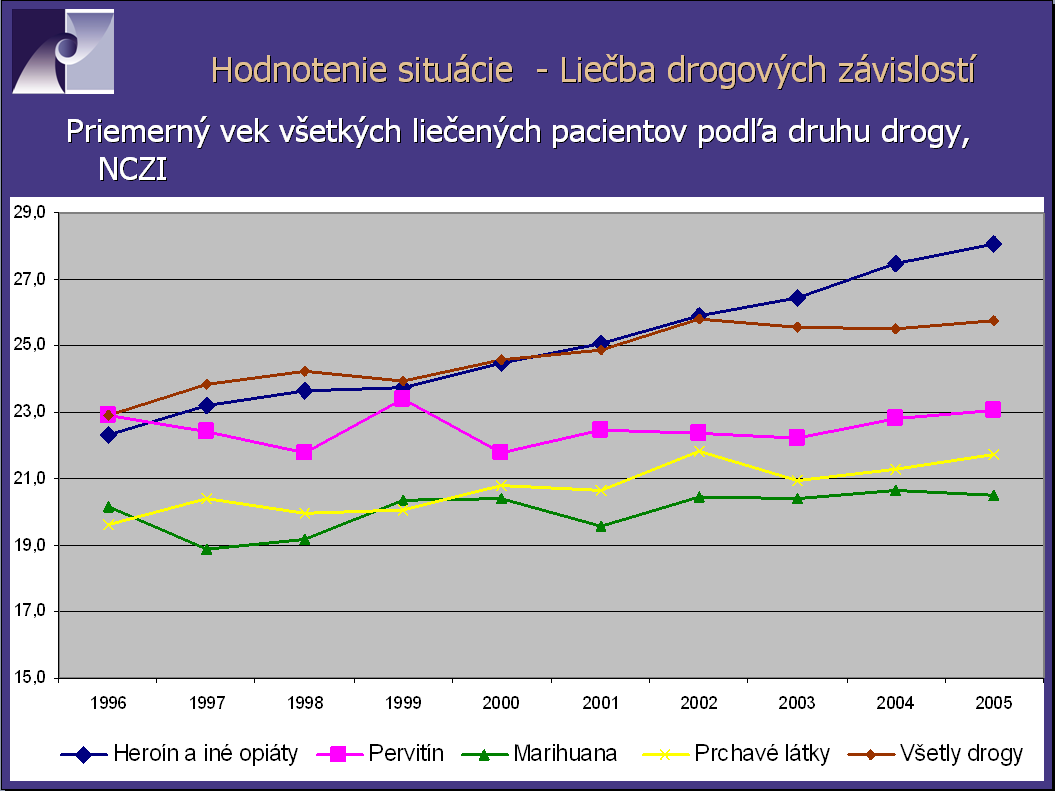 Hodnotenie situácie - Liečba drogových závislostí
Priemerný vek všetkých liečených pacientov podľa druhu drogy,
NCZI
29,0
27,0
25,0
23,0
21,0
19,0
17,0
15,0
1996 1997 1998 1999 2000 2001 2002 2003 2004 2005
Heroín a iné opiáty Pervitín Marihuana Prchavé látky Všetly drogy